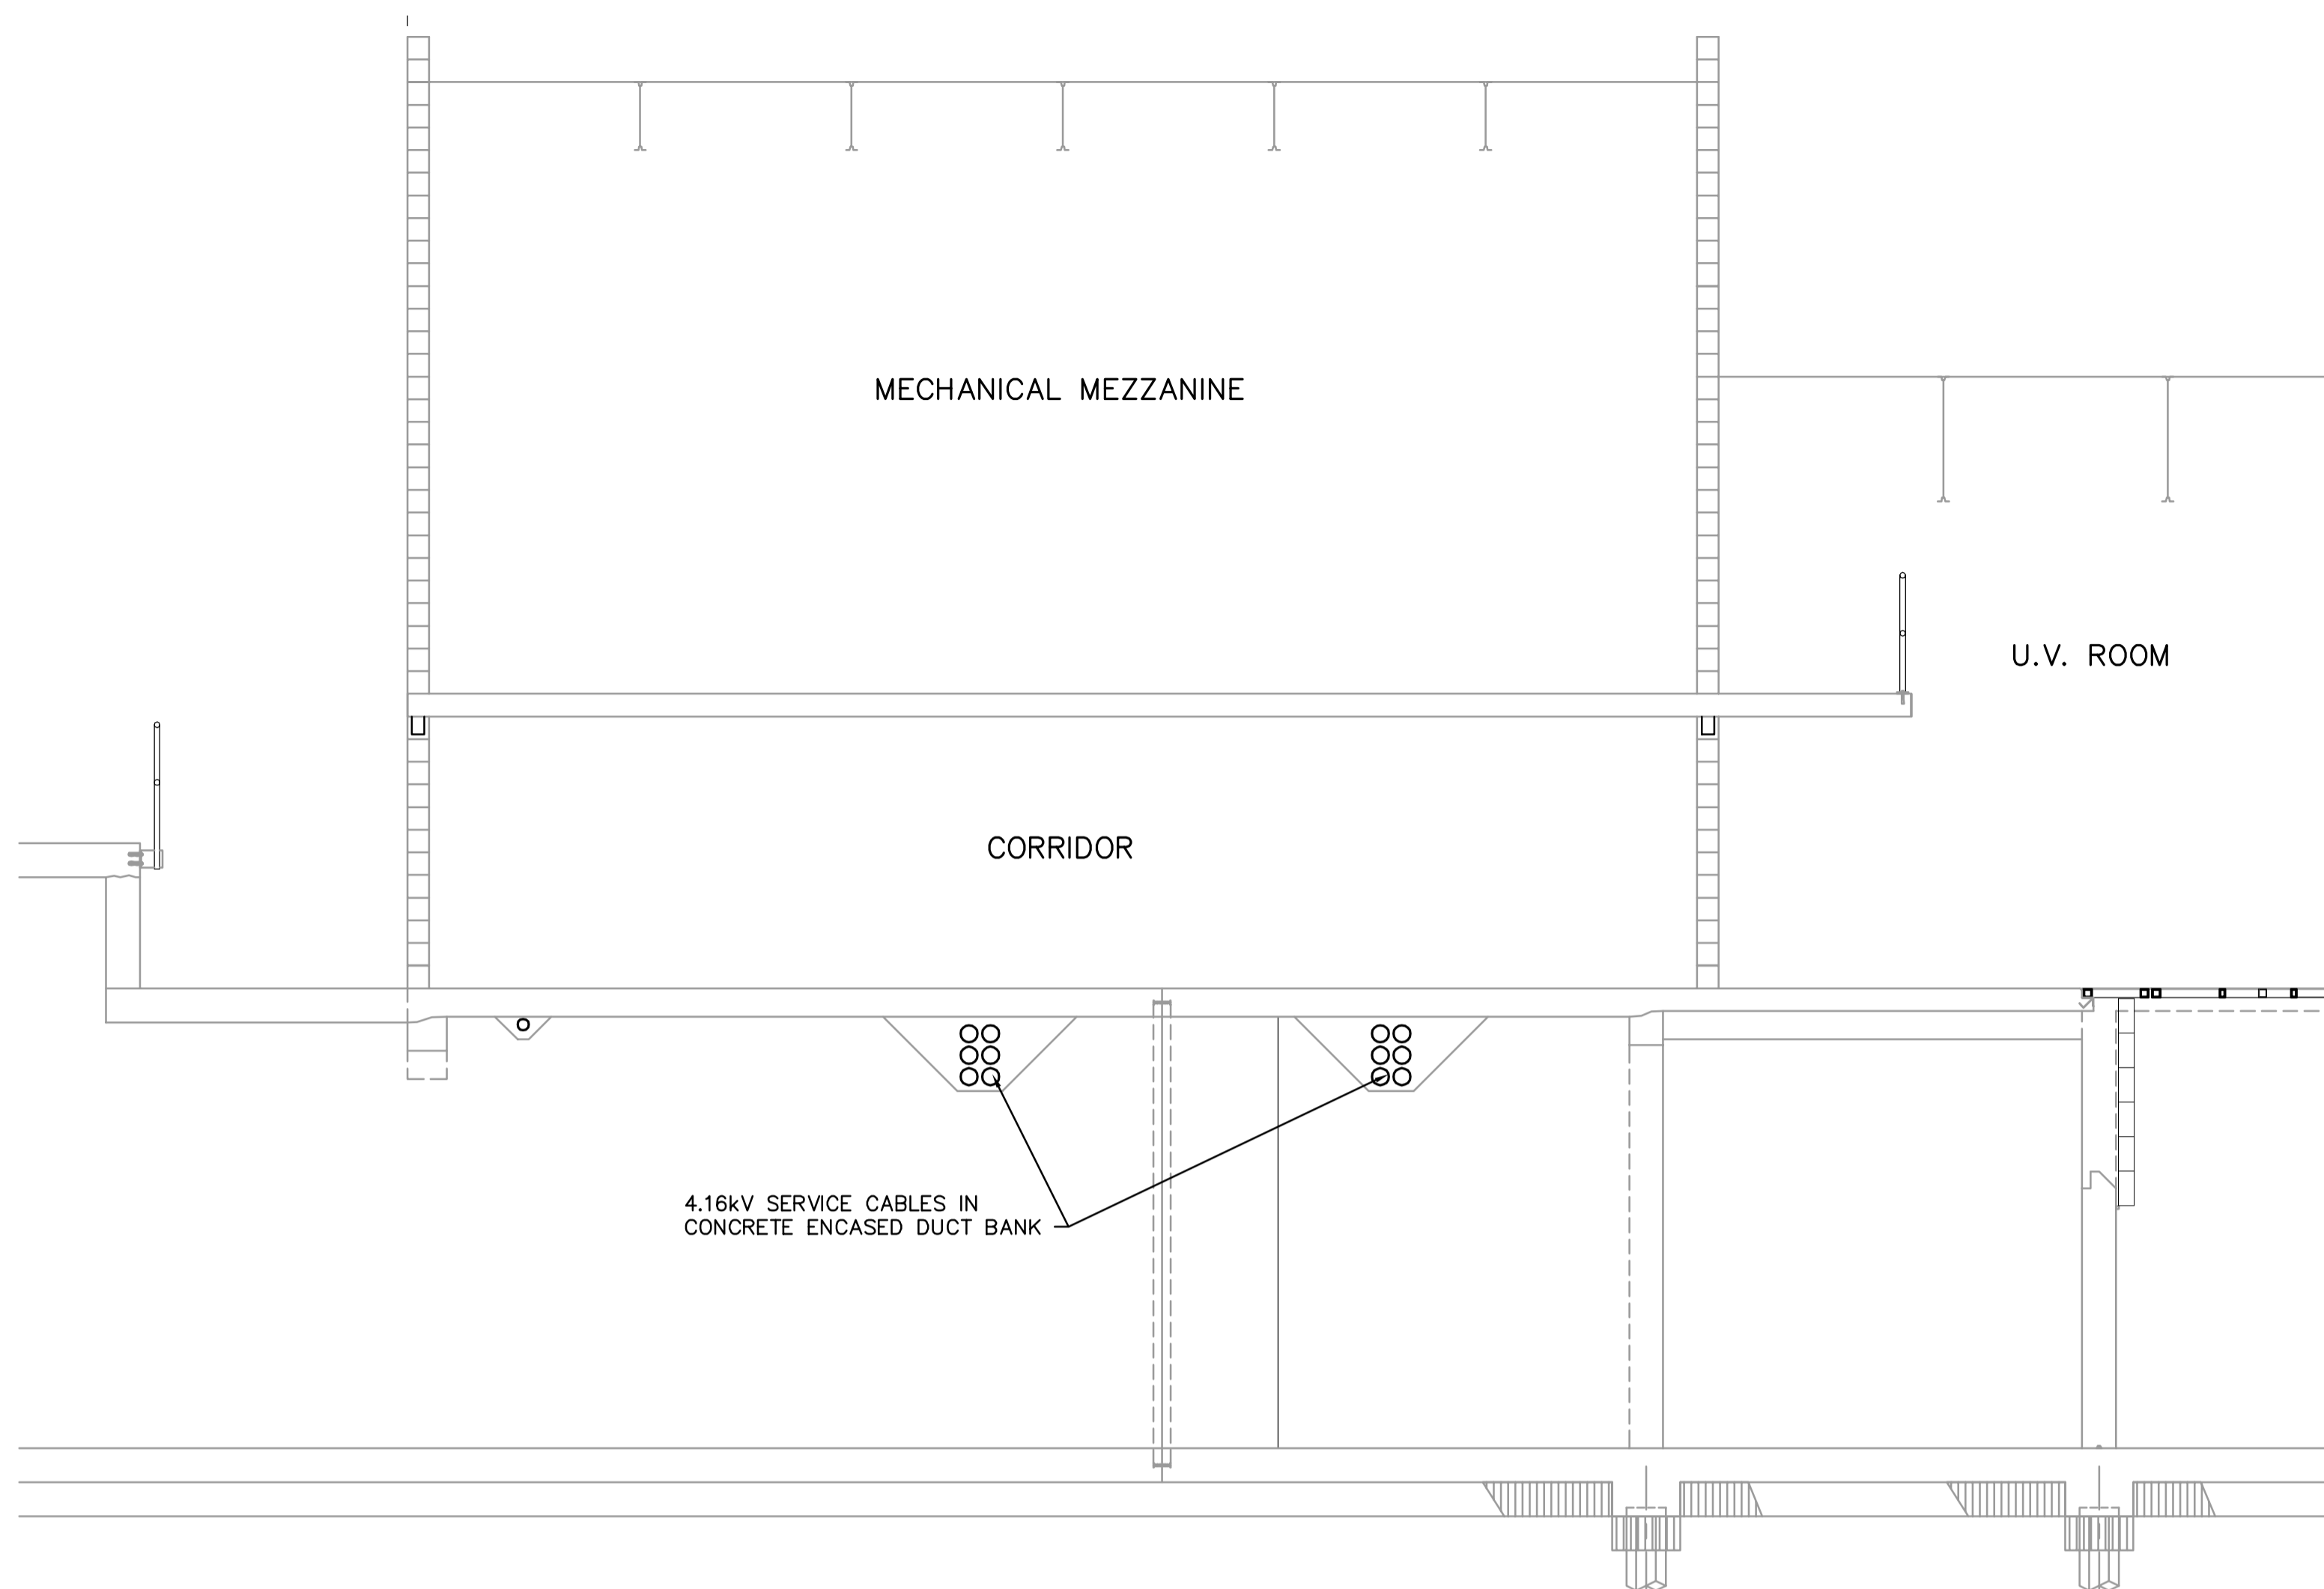 MECHANICAL MEZZANINE
U.V. ROOM
CORRIDOR
4.16kV SERVICE CABLES IN
CONCRETE ENCASED DUCT BANK